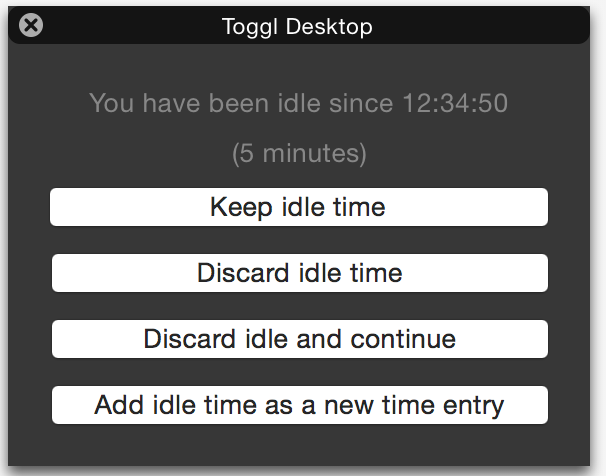 Toggl Desktop
You have been idle since 12:34:50
(5 minutes)
Keep idle time
Discard idle time
Discard idle and continue
Add idle time as a new time entry